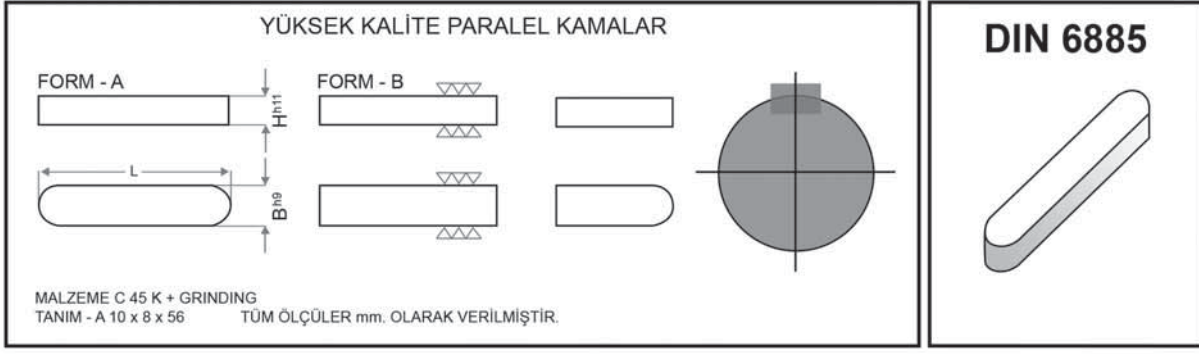 YÜKSEK KALİTE PARALEL KAMALAR
DIN 6885
FORM - A
FORM - B
H h11
L
B h9
MALZEME C 45 K + GRINDING
TANIM - A 10 x 8 x 56 TÜM ÖLÇÜLER mm. OLARAK VERİLMİŞTİR.